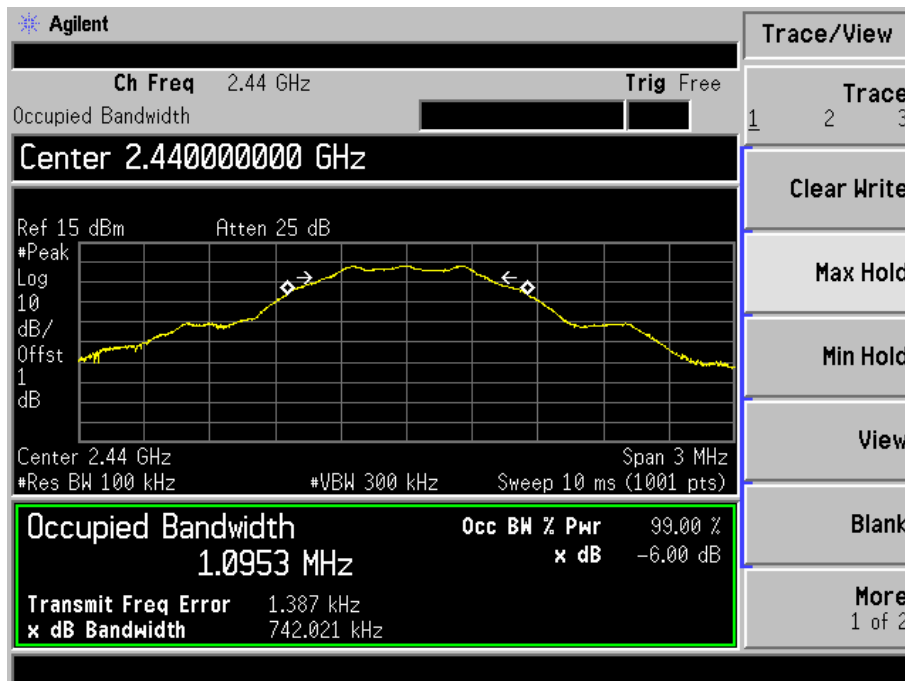 Agilent
Trace/View
Ch Freq 2.44 GHz Trig Free
Occupied Bandwidth
Center 2.440000000 GHz
Ref 15 dBm Atten 25 dB
#Peak
Log
10
dB/
Offst
1
dB
Center 2.44 GHz Span 3 MHz
#Res BW 100 kHz #VBW 300 kHz Sweep 10 ms (1001 pts)
Occupied Bandwidth
1.0953 MHz
Occ BW % Pwr 99.00 %
x dB -6.00 dB
Transmit Freq Error 1.387 kHz
x dB Bandwidth 742.021 kHz
Trace
1 2 3
Clear Write
Max Hold
Min Hold
View
Blank
More
1 of 2